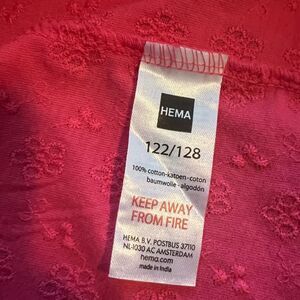 HEMA
122/128
100% cotton-katoen-coton
baumwolle-algodón
KEEP AWAY
FROM FIRE
HEMA B.V. POSTBUS 37110
NL-1030 AC AMSTERDAM
hema.com
made in India